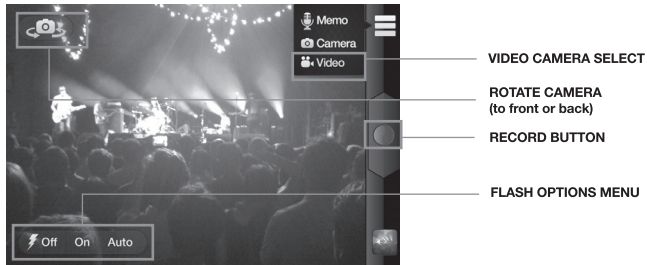 Memo
Camera
Video
VIDEO CAMERA SELECT
ROTATE CAMERA
(to front or back)
RECORD BUTTON
FLASH OPTIONS MENU
Off On Auto